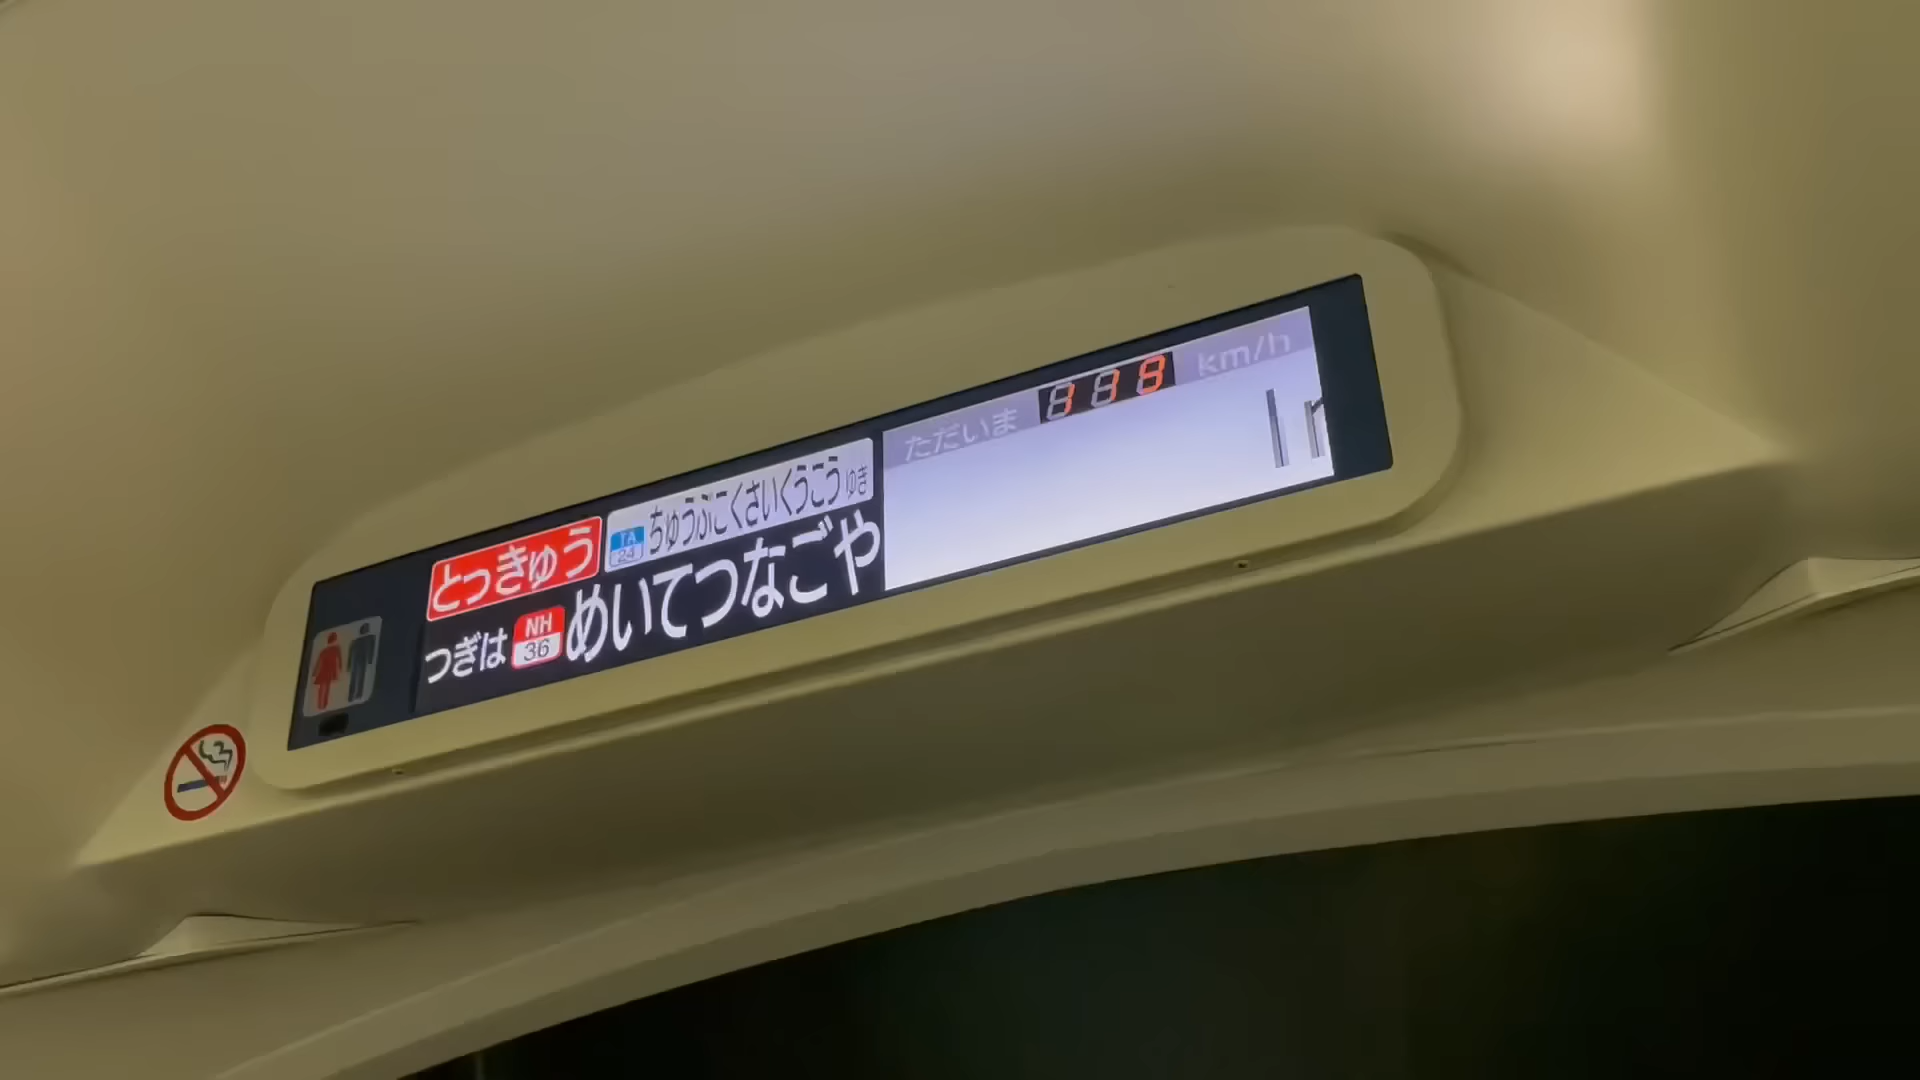 とっきゅう TA 24 ちゅうぶこくさいくうこう ゆき
つぎは NH 36 めいてつなごや
ただいま 118 km/h